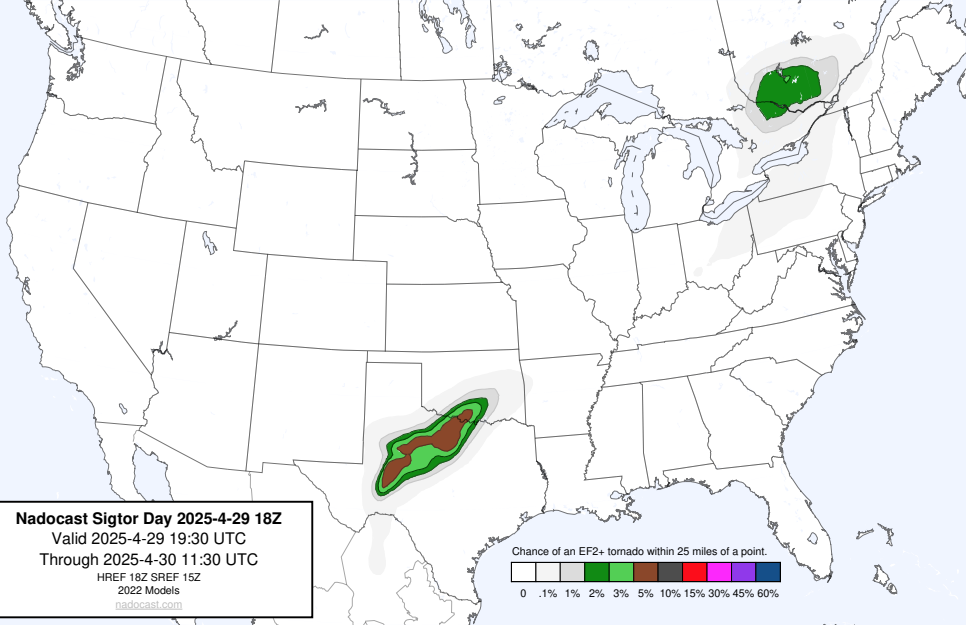 Nadocast Sigtor Day 2025-4-29 18Z
Valid 2025-4-29 19:30 UTC
Through 2025-4-30 11:30 UTC
HREF 18Z SREF 15Z
2022 Models
nadocast.com
Chance of an EF2+ tornado within 25 miles of a point.
0 .1% 1% 2% 3% 5% 10% 15% 30% 45% 60%